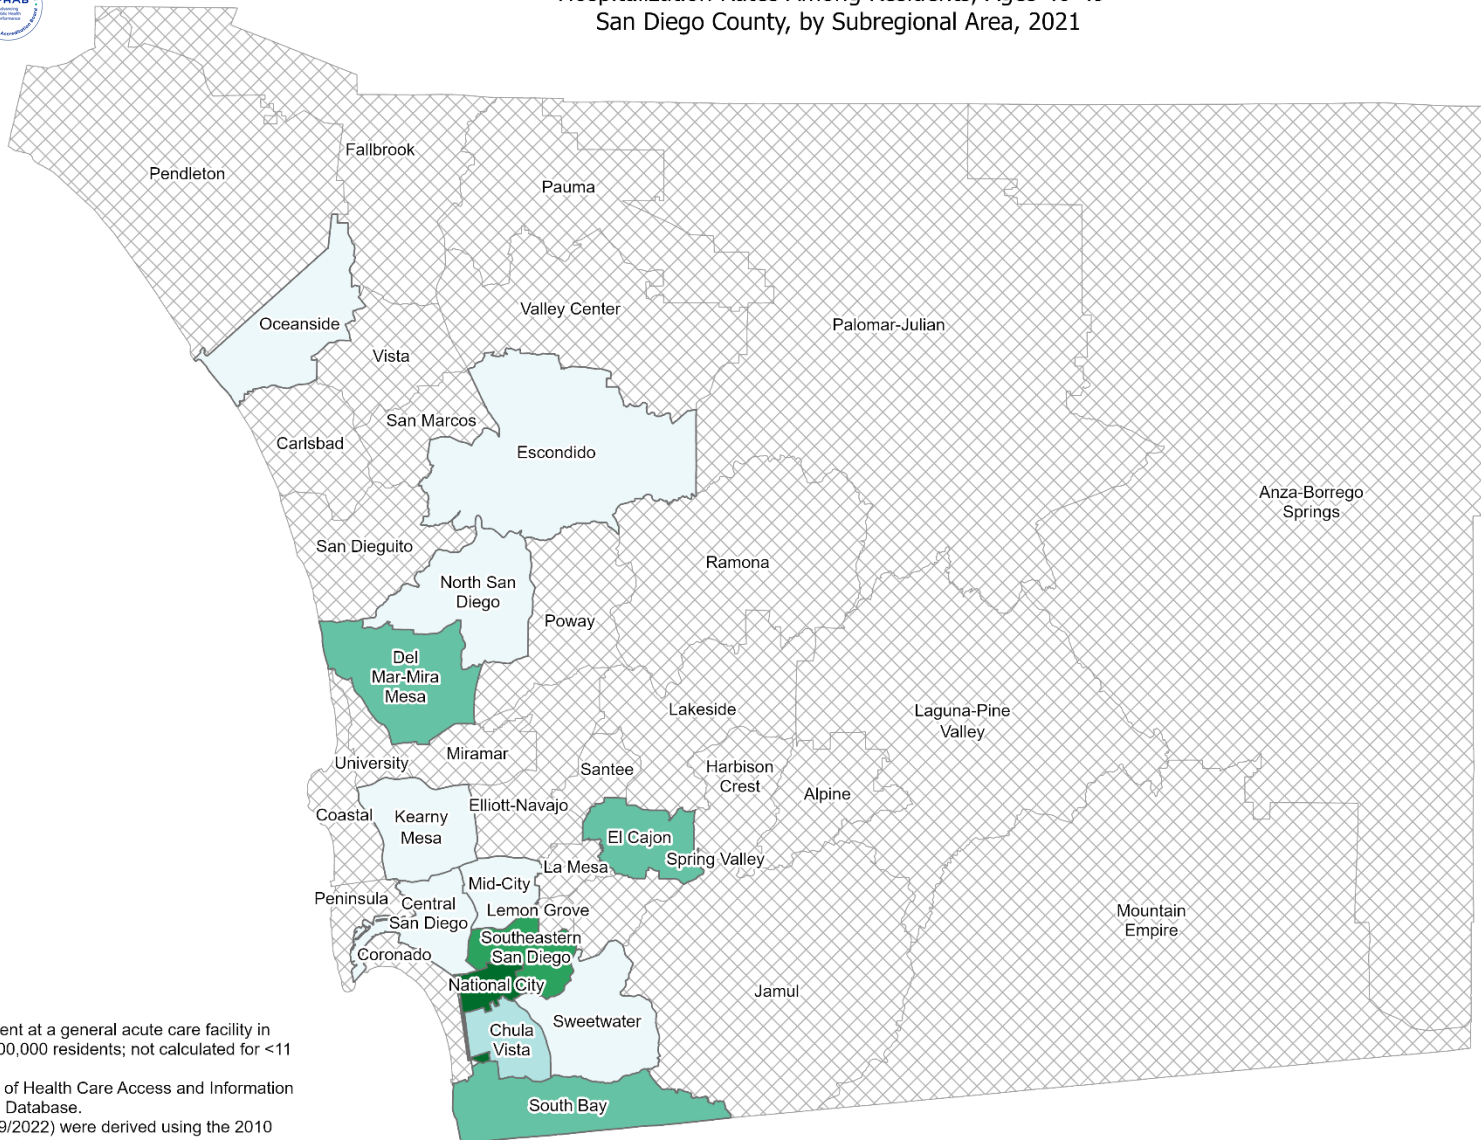 San Diego County, by Subregional Area, 2021
Fallbrook
Pendleton
Pauma
Valley Center
Oceanside
Palomar-Julian
Vista
San Marcos
Carlsbad
Escondido
Anza-Borrego
Springs
San Dieguito
Ramona
North San
Diego
Poway
Del
Mar-Mira
Mesa
Lakeside
Laguna-Pine
Valley
Miramar
University
Santee
Harbison
Crest
Alpine
Elliott-Navajo
Coastal
Kearny
Mesa
El Cajon
Spring Valley
La Mesa
Mid-City
Peninsula
Central
San Diego
Lemon Grove
Mountain
Empire
Southeastern
San Diego
Coronado
National City
Jamul
Sweetwater
Chula
Vista
South Bay
ent at a general acute care facility in
00,000 residents; not calculated for <11
of Health Care Access and Information
Database.
9/2022) were derived using the 2010